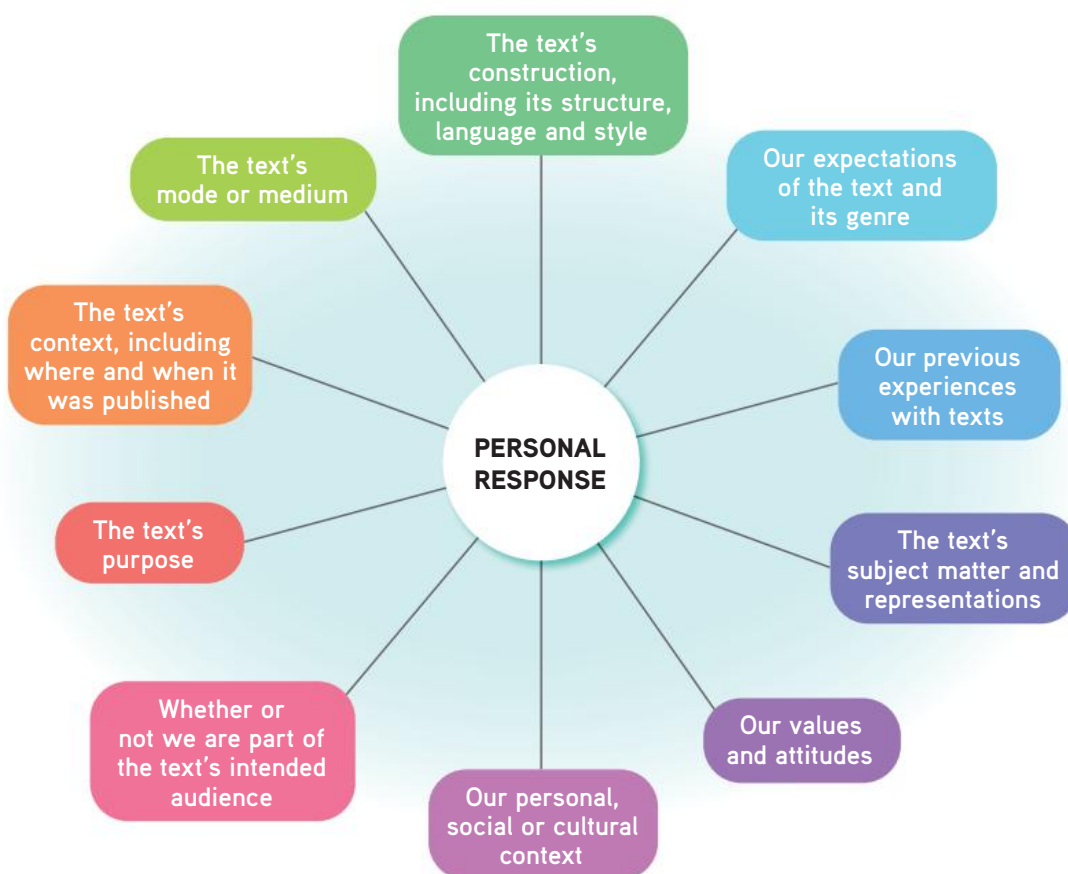 The text’s
construction,
including its structure,
language and style
The text’s
mode or medium
Our expectations
of the text and
its genre
The text’s
context, including
where and when it
was published
Our previous
experiences
with texts
PERSONAL
RESPONSE
The text’s
purpose
The text’s
subject matter and
representations
Whether or
not we are part of
the text’s intended
audience
Our values
and attitudes
Our personal,
social or cultural
context